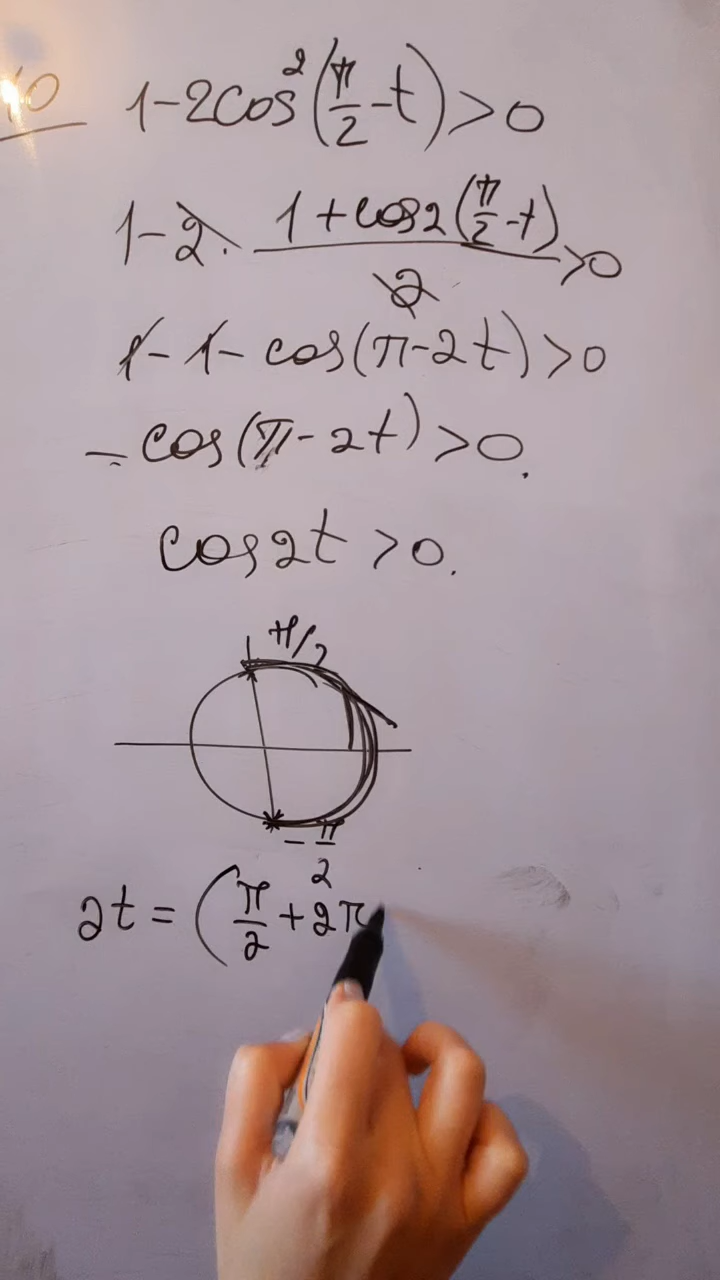 10 1-2cos²(π/2-t)>0
1-2·(1+cos2(π/2-t))/2>0
1-1-cos(π-2t)>0
-cos(π-2t)>0.
cos2t>0.
π/2
-π/2
2t=(π/2+2π